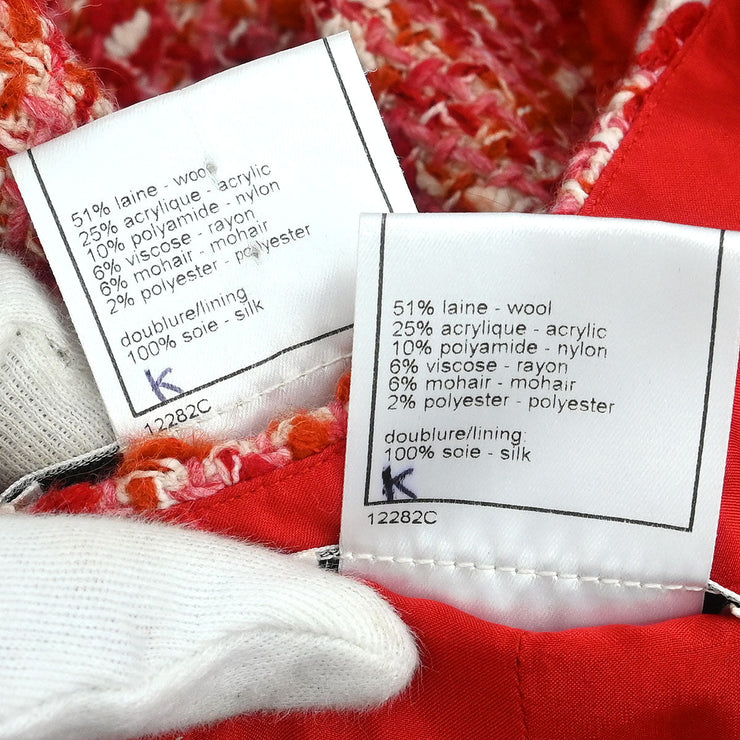 51% laine - wool
25% acrylique - acrylic
10% polyamide - nylon
6% viscose - rayon
6% mohair - mohair
2% polyester - polyester
doublure/lining
100% soie - silk
K
12282C
51% laine - wool
25% acrylique - acrylic
10% polyamide - nylon
6% viscose - rayon
6% mohair - mohair
2% polyester - polyester
doublure/lining:
100% soie - silk
K
12282C